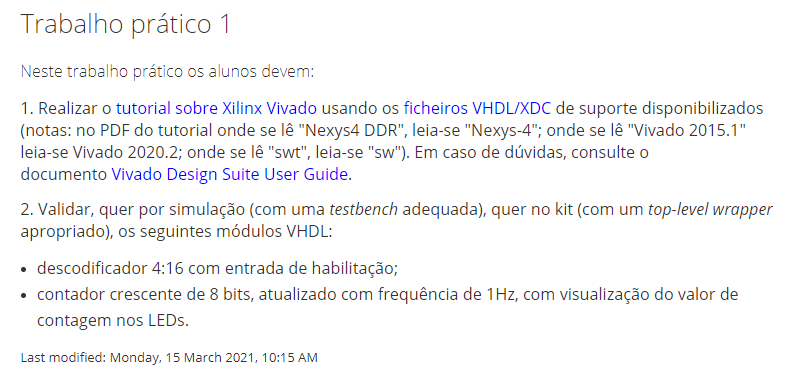 Trabalho prático 1
Neste trabalho prático os alunos devem:
1. Realizar o tutorial sobre Xilinx Vivado usando os ficheiros VHDL/XDC de suporte disponibilizados
(notas: no PDF do tutorial onde se lê "Nexys4 DDR", leia-se "Nexys-4"; onde se lê "Vivado 2015.1"
leia-se Vivado 2020.2; onde se lê "swt", leia-se "sw"). Em caso de dúvidas, consulte o
documento Vivado Design Suite User Guide.
2. Validar, quer por simulação (com uma testbench adequada), quer no kit (com um top-level wrapper
apropriado), os seguintes módulos VHDL:
• descodificador 4:16 com entrada de habilitação;
• contador crescente de 8 bits, atualizado com frequência de 1Hz, com visualização do valor de
contagem nos LEDs.
Last modified: Monday, 15 March 2021, 10:15 AM